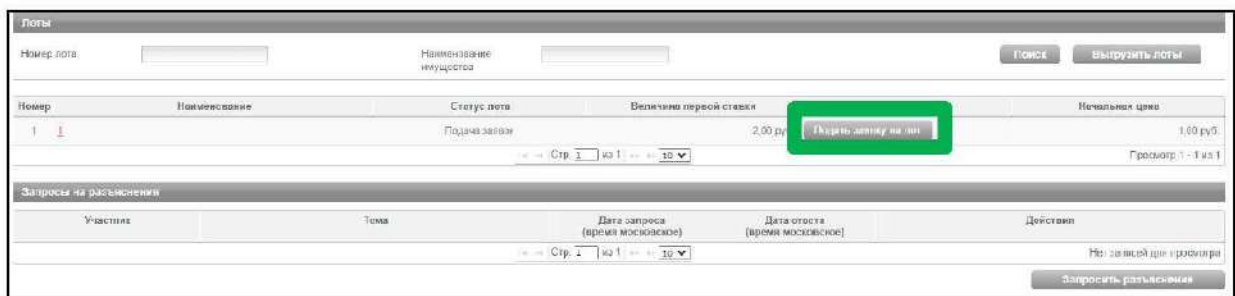 Лоты
Номер лота
Наименование
имущества
Поиск
Выгрузить лоты
Номер Наименование Статус лота Величина первой ставки Начальная цена
1 1 Подача заявок 2,00 ру Подать заявку на лот 1,00 руб.
Стр. 1 из 1 10 Просмотр 1 - 1 из 1
Запросы на разъяснения
Участник Тема Дата запроса Дата ответа Действия
(время московское) (время московское)
Стр. 1 из 1 10 Нет записей для просмотра
Запросить разъяснения